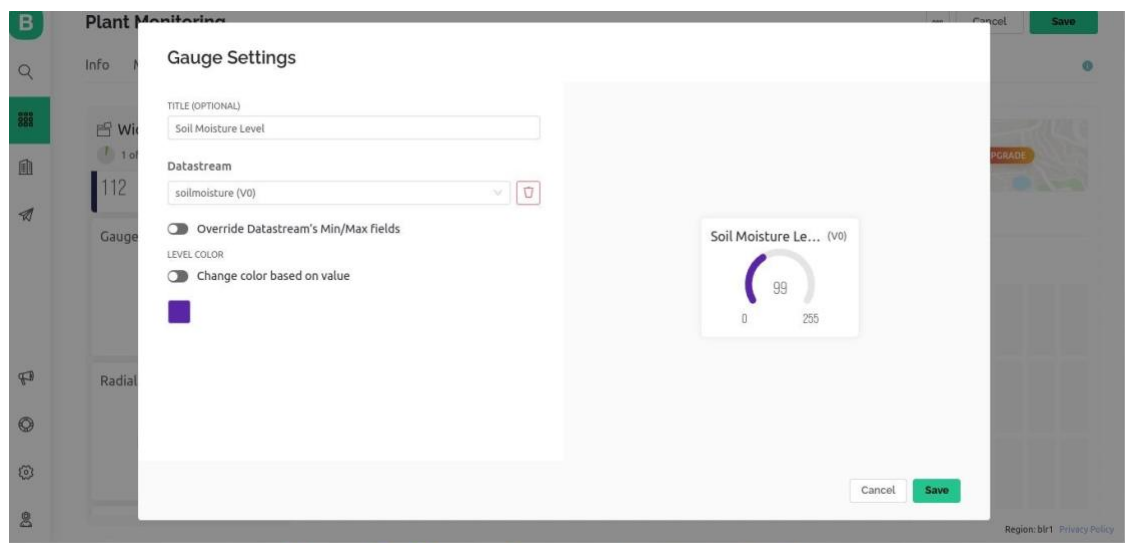 B
Plant Monitoring
Cancel
Save
Info
Gauge Settings
TITLE (OPTIONAL)
Soil Moisture Level
Datastream
soilmoisture (V0)
Override Datastream's Min/Max fields
LEVEL COLOR
Change color based on value
1 of
112
Gauge
Radial
Soil Moisture Le... (V0)
99
0 255
Cancel
Save
Region: blr1 Privacy Policy